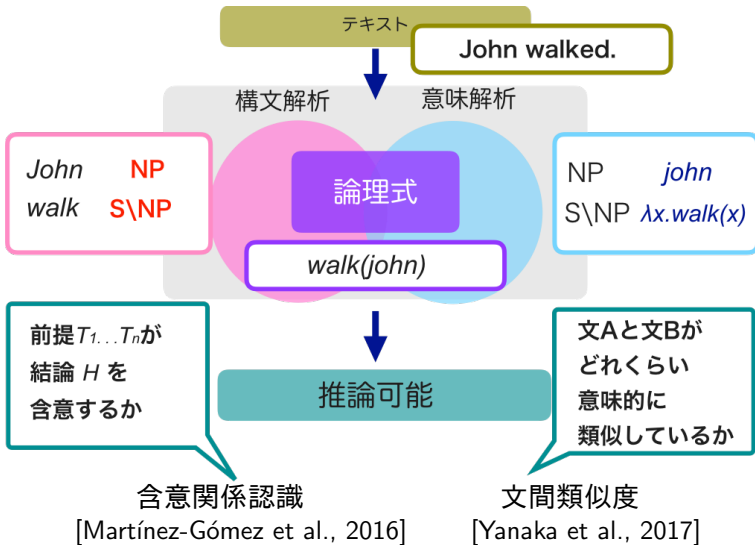 テキスト
John walked.
構文解析
意味解析
John NP
walk S\NP
論理式
NP john
S\NP λx.walk(x)
walk(john)
前提T₁...Tₙが
結論 H を
含意するか
推論可能
文Aと文Bが
どれくらい
意味的に
類似しているか
含意関係認識
[Martínez-Gómez et al., 2016]
文間類似度
[Yanaka et al., 2017]